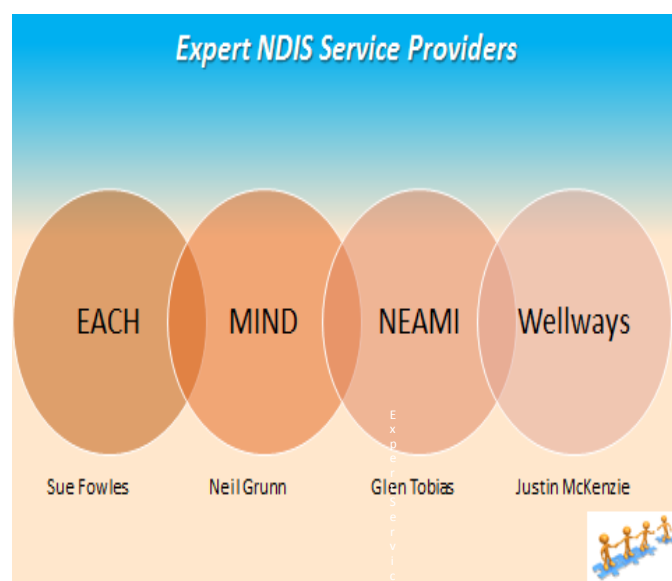 Expert NDIS Service Providers
EACH
MIND
NEAMI
Wellways
Sue Fowles
Neil Grunn
Glen Tobias
Justin McKenzie
E
x
p
e
r
s
e
r
v
i
c